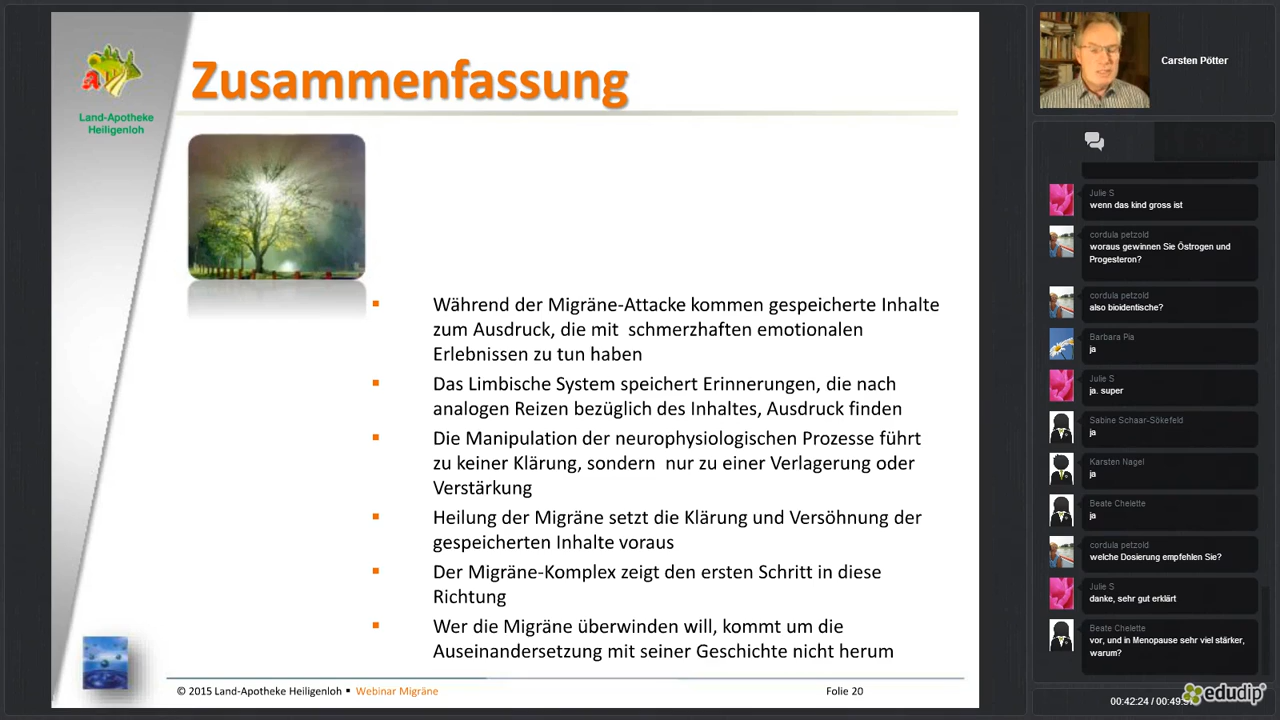 Zusammenfassung
Land-Apotheke
Heiligenloh
Während der Migräne-Attacke kommen gespeicherte Inhalte
zum Ausdruck, die mit schmerzhaften emotionalen
Erlebnissen zu tun haben
Das Limbische System speichert Erinnerungen, die nach
analogen Reizen bezüglich des Inhaltes, Ausdruck finden
Die Manipulation der neurophysiologischen Prozesse führt
zu keiner Klärung, sondern nur zu einer Verlagerung oder
Verstärkung
Heilung der Migräne setzt die Klärung und Versöhnung der
gespeicherten Inhalte voraus
Der Migräne-Komplex zeigt den ersten Schritt in diese
Richtung
Wer die Migräne überwinden will, kommt um die
Auseinandersetzung mit seiner Geschichte nicht herum
© 2015 Land-Apotheke Heiligenloh ▪ Webinar Migräne
Folie 20
Carsten Pötter
Julie S
wenn das kind gross ist
cordula petzold
woraus gewinnen Sie Östrogen und
Progesteron?
cordula petzold
also bioidentische?
Barbara Pia
ja
Julie S
ja. super
Sabine Schaar-Sökefeld
ja
Karsten Nagel
ja
Beate Chelette
ja
cordula petzold
welche Dosierung empfehlen Sie?
Julie S
danke, sehr gut erklärt
Beate Chelette
vor, und in Menopause sehr viel stärker,
warum?
00:42:24 /
edudip